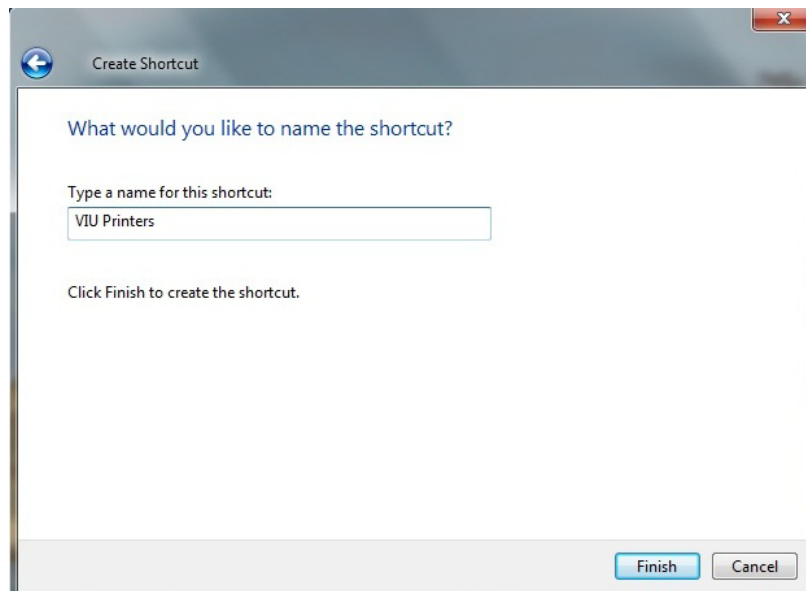 Create Shortcut
What would you like to name the shortcut?
Type a name for this shortcut:
VIU Printers
Click Finish to create the shortcut.
Finish Cancel